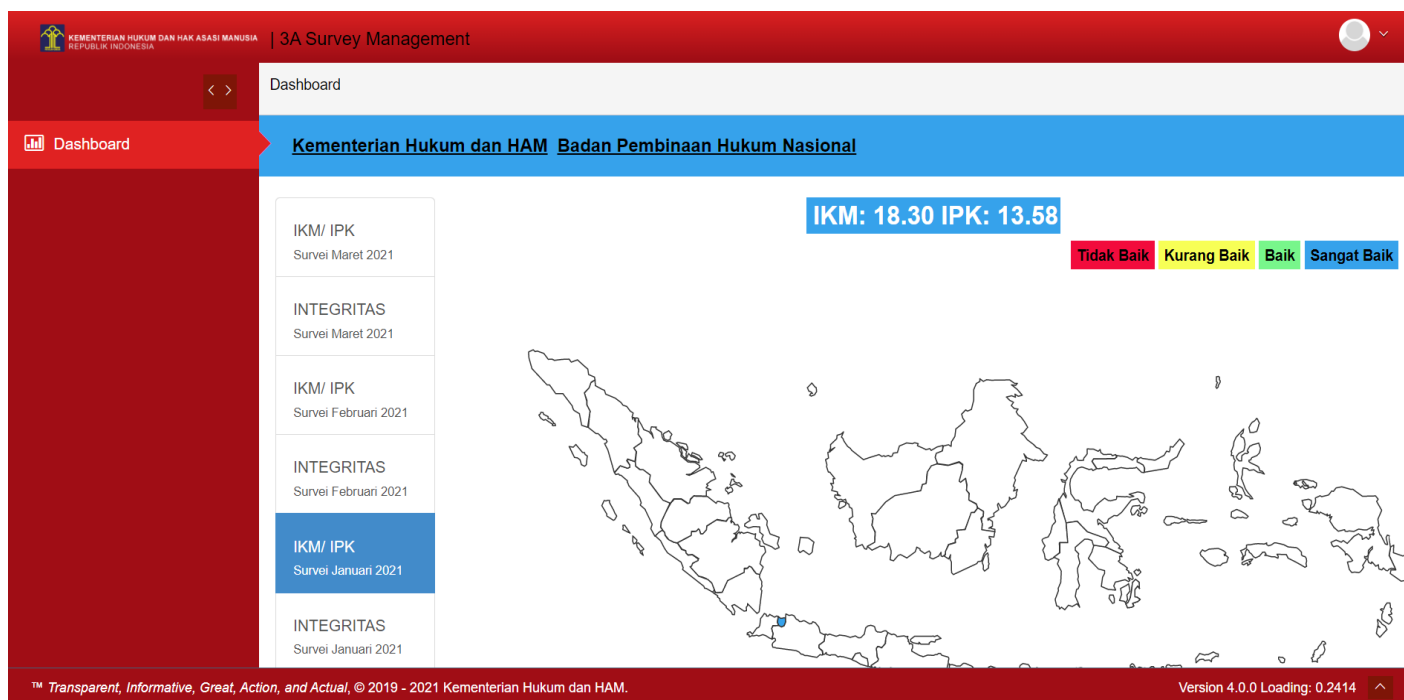 KEMENTERIAN HUKUM DAN HAK ASASI MANUSIA
REPUBLIK INDONESIA
| 3A Survey Management
Dashboard
Dashboard
Kementerian Hukum dan HAM Badan Pembinaan Hukum Nasional
IKM: 18.30 IPK: 13.58
Tidak Baik Kurang Baik Baik Sangat Baik
IKM/ IPK
Survei Maret 2021
INTEGRITAS
Survei Maret 2021
IKM/ IPK
Survei Februari 2021
INTEGRITAS
Survei Februari 2021
IKM/ IPK
Survei Januari 2021
INTEGRITAS
Survei Januari 2021
™ Transparent, Informative, Great, Action, and Actual, © 2019 - 2021 Kementerian Hukum dan HAM.
Version 4.0.0 Loading: 0.2414